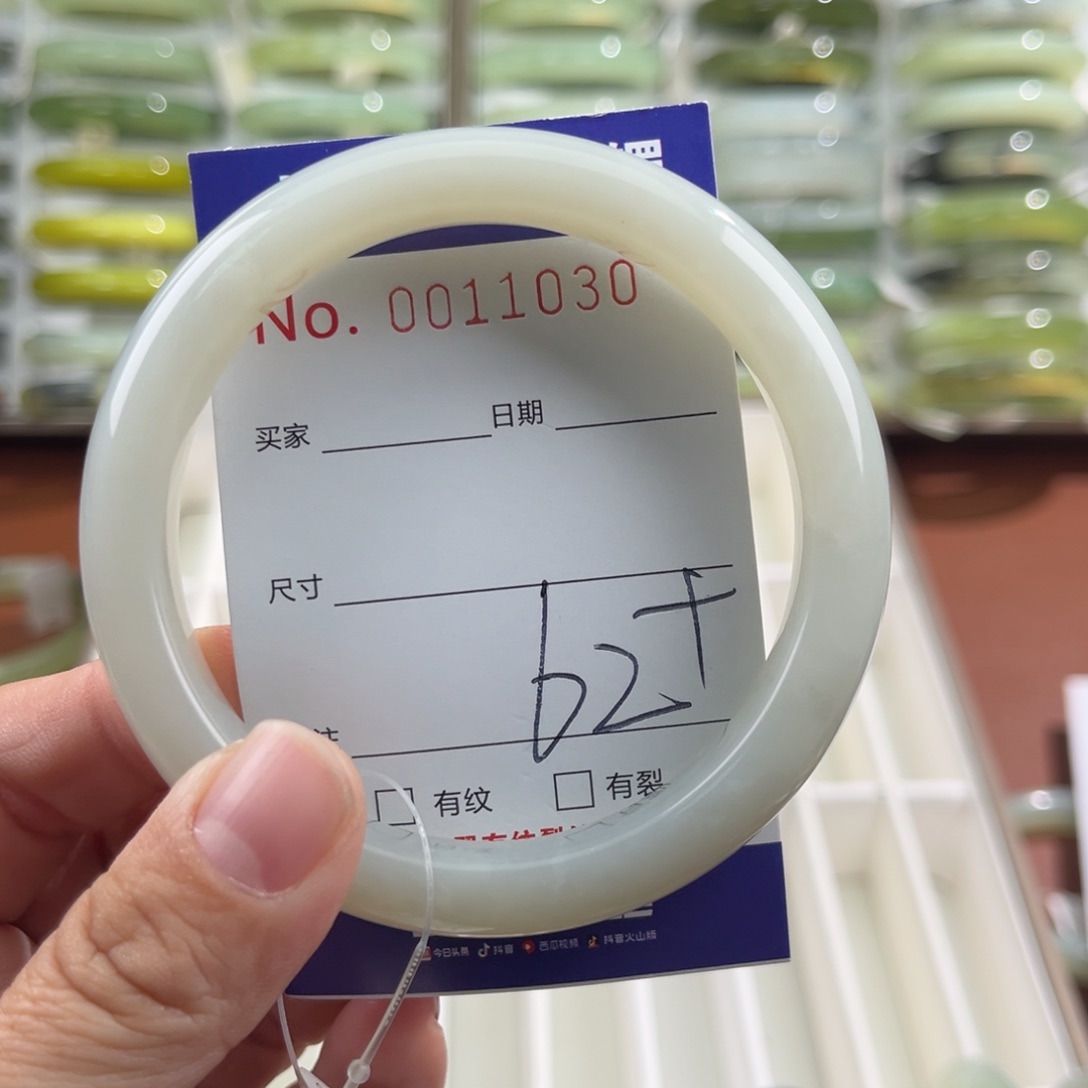 No. 0011030
买家 日期
尺寸
62+
注
有纹 有裂
今日头条 抖音 西瓜视频 抖音火山版